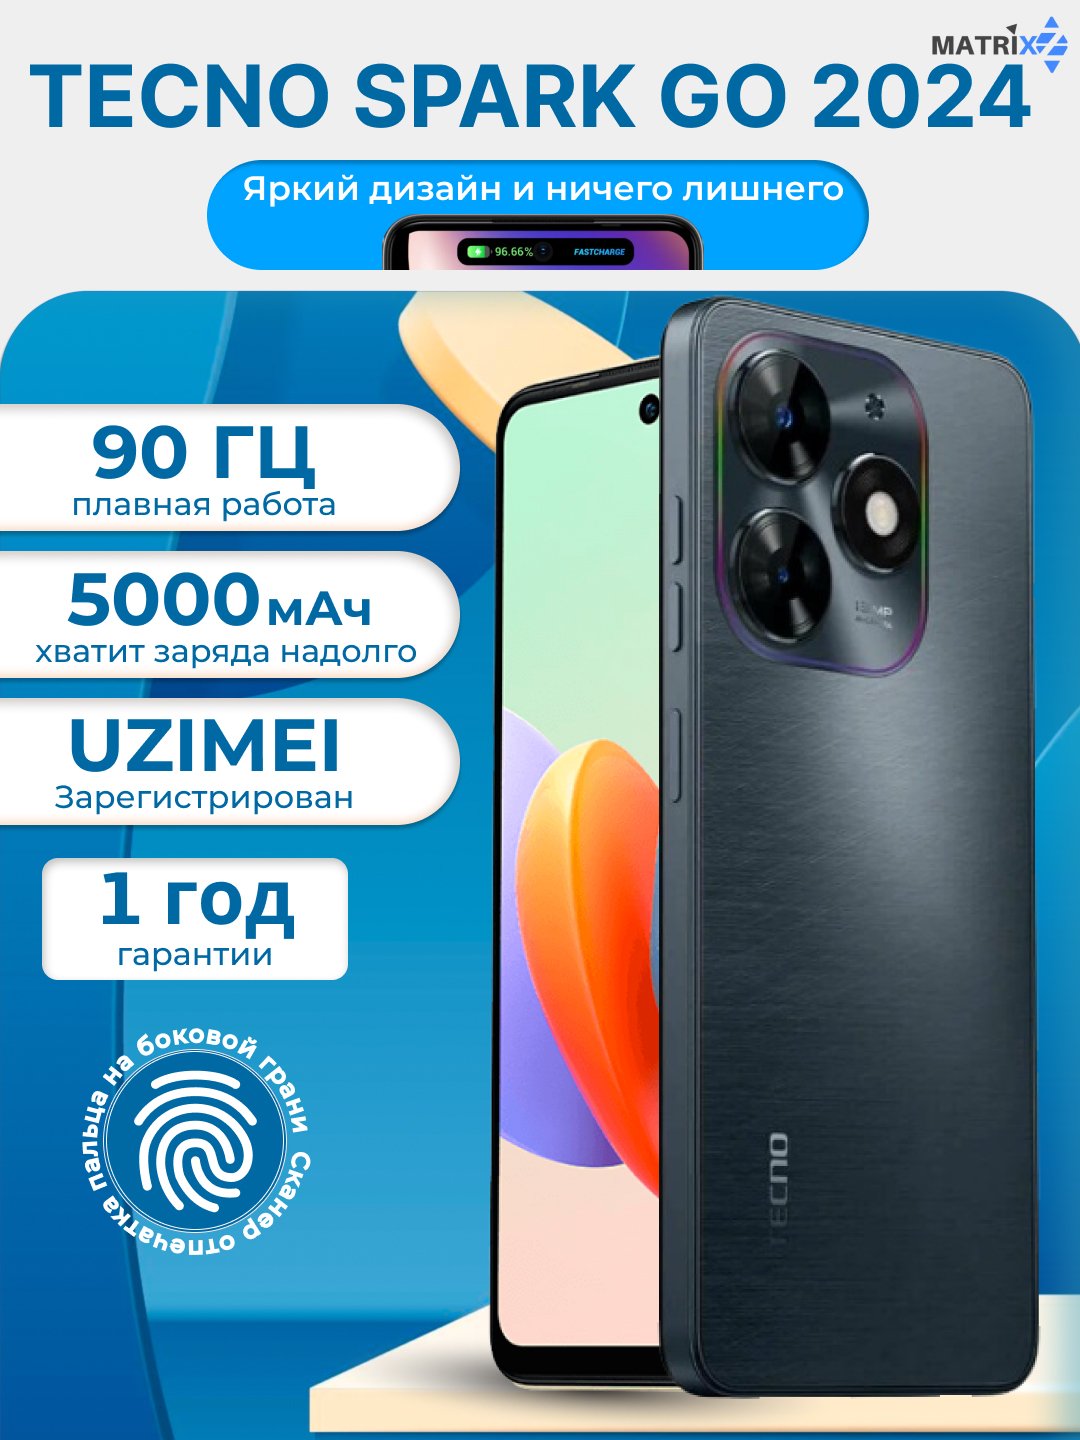 MATRIX
TECNO SPARK GO 2024
Яркий дизайн и ничего лишнего
96.66%
FASTCHARGE
90 ГЦ
плавная работа
5000 мАч
хватит заряда надолго
UZIMEI
Зарегистрирован
1 год
гарантии
Сканер отпечатка пальца на боковой грани
TECNO